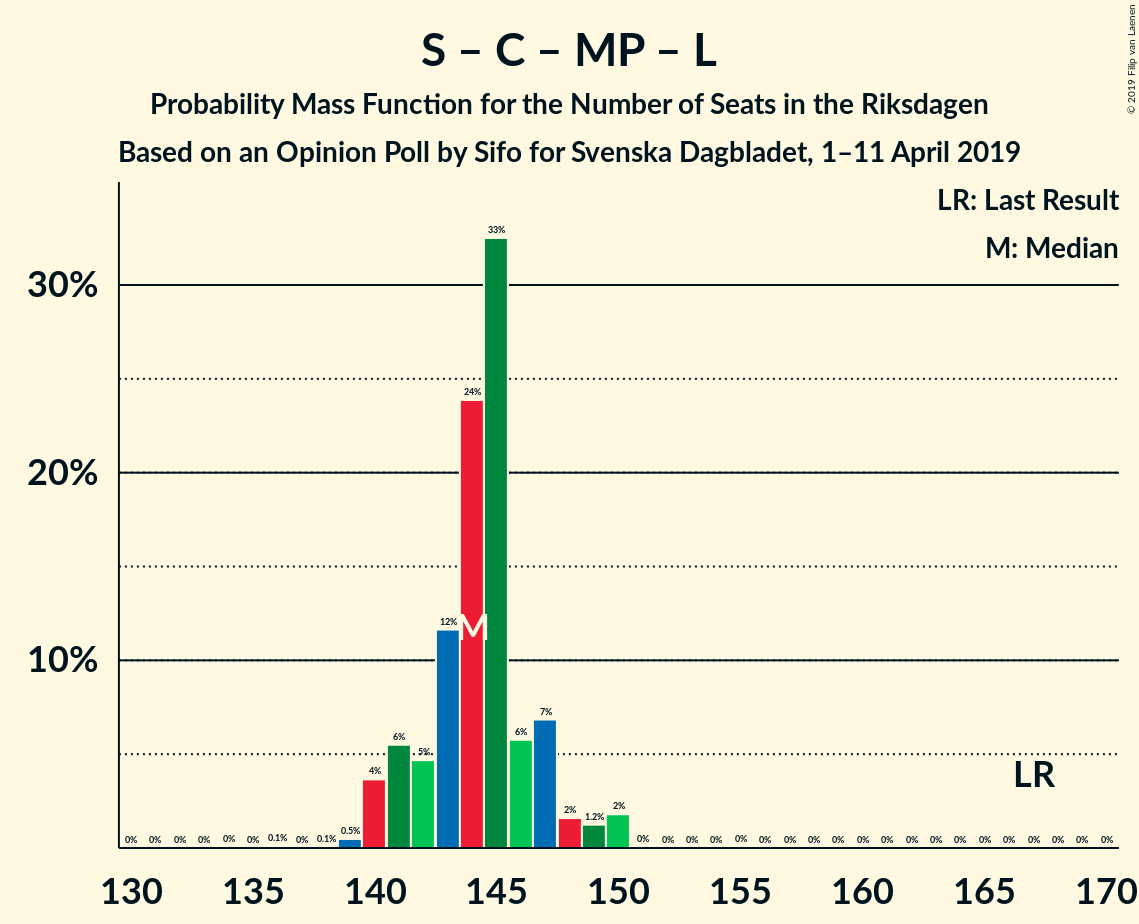 S – C – MP – L
Probability Mass Function for the Number of Seats in the Riksdagen
Based on an Opinion Poll by Sifo for Svenska Dagbladet, 1–11 April 2019
© 2019 Filip van Laenen
LR: Last Result
M: Median
30%
20%
10%
0% 0% 0% 0% 0% 0% 0.1% 0% 0.1% 0.5% 4% 6% 5% 12% 24% 33% 6% 7% 2% 1.2% 2% 0% 0% 0% 0% 0% 0% 0% 0% 0% 0% 0% 0% 0% 0% 0% 0% 0% 0% 0% 0%
M
LR
130 135 140 145 150 155 160 165 170